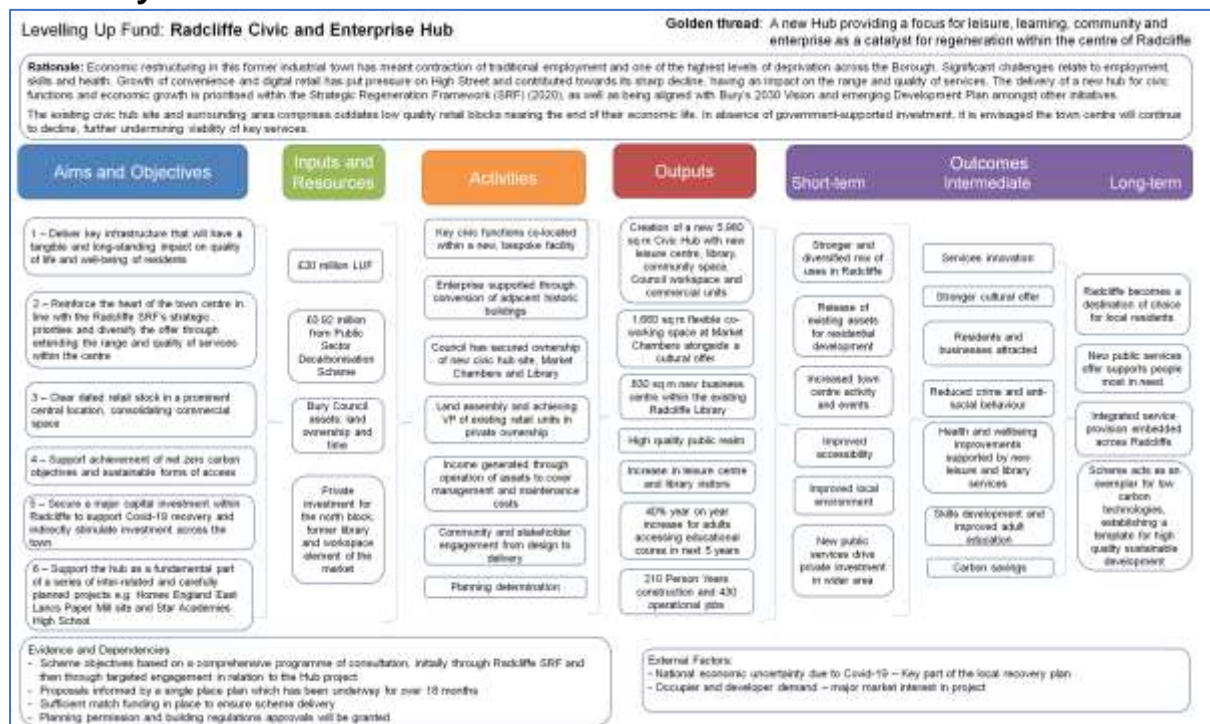 Levelling Up Fund: Radcliffe Civic and Enterprise Hub
Golden thread: A new Hub providing a focus for leisure, learning, community and
enterprise as a catalyst for regeneration within the centre of Radcliffe
Rationale: Economic restructuring in this former industrial town has meant contraction of traditional employment and one of the highest levels of deprivation across the Borough. Significant challenges relate to employment,
skills and health. Growth of convenience and digital retail has put pressure on High Street and contributed towards its sharp decline, having an impact on the range and quality of services. The delivery of a new hub for civic
functions and economic growth is prioritised within the Strategic Regeneration Framework (SRF) (2020), as well as being aligned with Bury's 2030 Vision and emerging Development Plan amongst other initiatives.
The existing civic hub site and surrounding area comprises outdates low quality retail blocks nearing the end of their economic life. In absence of government-supported investment, it is envisaged the town centre will continue
to decline, further undermining viability of key services.
Aims and Objectives
1 – Deliver key infrastructure that will have a
tangible and long-standing impact on quality
of life and well-being of residents
2 – Reinforce the heart of the town centre in
line with the Radcliffe SRF's strategic
priorities and diversify the offer through
extending the range and quality of services
within the centre
3 – Clear dated retail stock in a prominent
central location, consolidating commercial
space
4 – Support achievement of net zero carbon
objectives and sustainable forms of access
5 – Secure a major capital investment within
Radcliffe to support Covid-19 recovery and
indirectly stimulate investment across the
town
6 – Support the hub as a fundamental part
of a series of inter-related and carefully
planned projects e.g. Homes England East
Lancs Paper Mill site and Star Academies
High School
Inputs and
Resources
£20 million LUF
£0.92 million
from Public
Sector
Decarbonisation
Scheme
Bury Council
assets, land
ownership and
time
Private
investment for
the north block,
former library
and workspace
element of the
market
Activities
Key civic functions co-located
within a new, bespoke facility
Enterprise supported through
conversion of adjacent historic
buildings
Council has secured ownership
of new civic hub site, Market
Chambers and Library
Land assembly and achieving
VP of existing retail units in
private ownership
Income generated through
operation of assets to cover
management and maintenance
costs
Community and stakeholder
engagement from design to
delivery
Planning determination
Outputs
Creation of a new
sq.m Civic Hub with new
leisure centre, library,
community space,
Council workspace and
commercial units
sq.m flexible co-
working space at Market
Chambers alongside a
cultural offer
sq.m new business
centre within the existing
Radcliffe Library
High quality public realm
Increase in leisure centre
and library visitors
40% year on year
increase for adults
accessing educational
course in next 5 years
210 Person Years
construction and 430
operational jobs
Outcomes
Short-term
Intermediate
Long-term
Stronger and
diversified mix of
uses in Radcliffe
Release of
existing assets
for residential
development
Increased town
centre activity
and events
Improved
accessibility
Improved local
environment
New public
services drive
private investment
in wider area
Services innovation
Stronger cultural offer
Residents and
businesses attracted
Reduced crime and anti-
social behaviour
Health and wellbeing
improvements
supported by new
leisure and library
services
Skills development and
improved adult
education
Carbon savings
Radcliffe becomes a
destination of choice
for local residents
New public services
offer supports people
most in need
Integrated service
provision embedded
across Radcliffe
Scheme acts as an
exemplar for low
carbon
technologies,
establishing a
template for high
quality sustainable
development
Evidence and Dependencies
- Scheme objectives based on a comprehensive programme of consultation, initially through Radcliffe SRF and
then through targeted engagement in relation to the Hub project
- Proposals informed by a single place plan which has been underway for over 18 months
- Sufficient match funding in place to ensure scheme delivery
- Planning permission and building regulations approvals will be granted
External Factors:
- National economic uncertainty due to Covid-19 – Key part of the local recovery plan
- Occupier and developer demand – major market interest in project